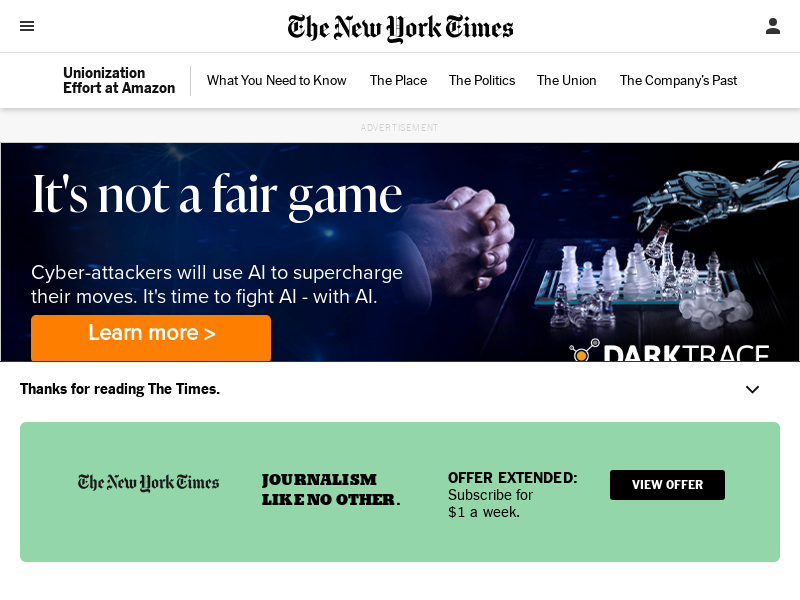 The New York Times
Unionization
Effort at Amazon
What You Need to Know
The Place
The Politics
The Union
The Company's Past
ADVERTISEMENT
It's not a fair game
Cyber-attackers will use AI to supercharge
their moves. It's time to fight AI - with AI.
Learn more >
DARKTRACE
Thanks for reading The Times.
The New York Times
JOURNALISM
LIKE NO OTHER.
OFFER EXTENDED:
Subscribe for
$1 a week.
VIEW OFFER